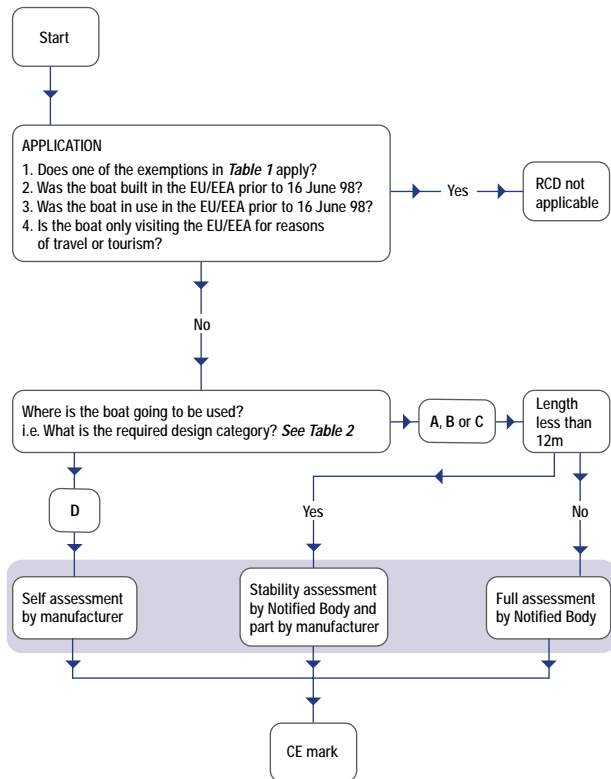 Start
APPLICATION
1. Does one of the exemptions in Table 1 apply?
2. Was the boat built in the EU/EEA prior to 16 June 98?
3. Was the boat in use in the EU/EEA prior to 16 June 98?
4. Is the boat only visiting the EU/EEA for reasons
of travel or tourism?
Yes
RCD not
applicable
No
Where is the boat going to be used?
i.e. What is the required design category? See Table 2
A, B or C
Length
less than
12m
D
Yes
No
Self assessment
by manufacturer
Stability assessment
by Notified Body and
part by manufacturer
Full assessment
by Notified Body
CE mark